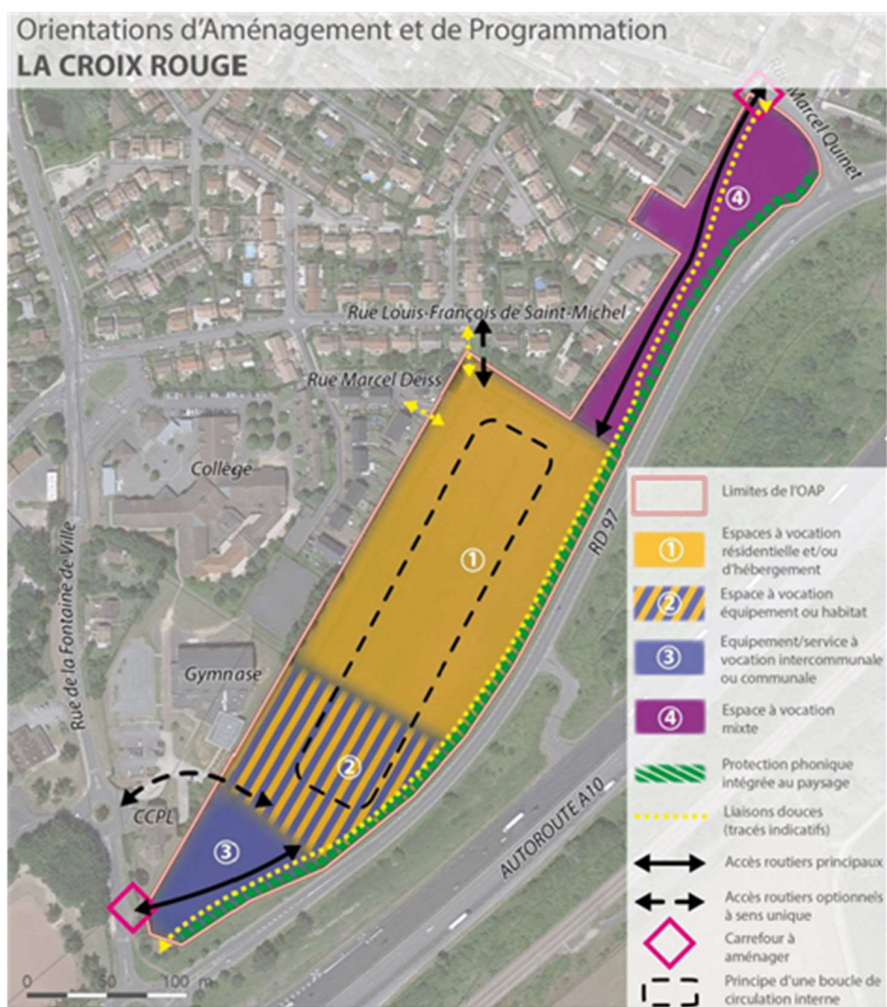 Orientations d'Aménagement et de Programmation
LA CROIX ROUGE
Rue Marcel Quinet
④
Rue Louis-François de Saint-Michel
Rue Marcel Deiss
Collège
①
RD 97
Rue de la Fontaine de Ville
Gymnase
②
CCPL
③
AUTOROUTE A10
0 50 100 m
Limites de l'OAP
① Espaces à vocation
résidentielle et/ou
d'hébergement
② Espace à vocation
équipement ou habitat
③ Equipement/service à
vocation intercommunale
ou communale
④ Espace à vocation
mixte
Protection phonique
intégrée au paysage
Liaisons douces
(tracés indicatifs)
Accès routiers principaux
Accès routiers optionnels
à sens unique
Carrefour à
aménager
Principe d'une boucle de
circulation interne